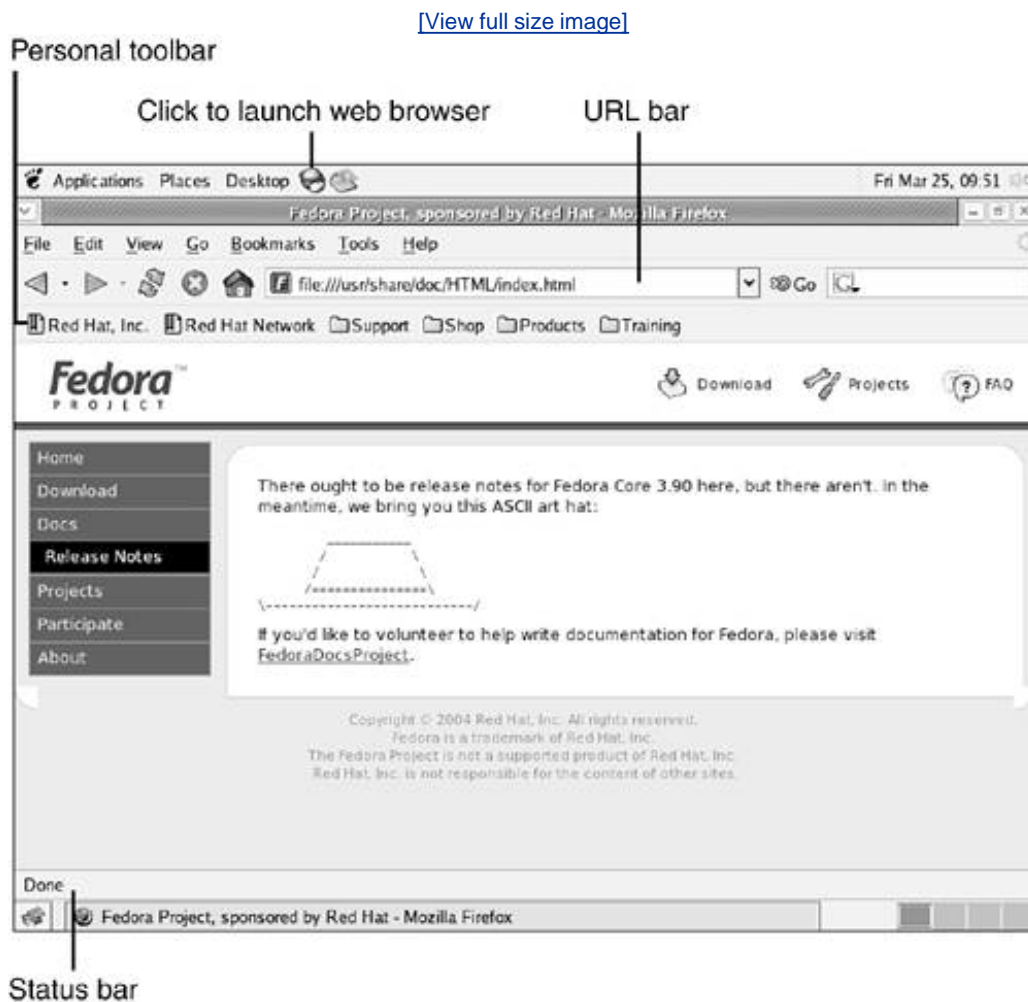 [View full size image]
Personal toolbar
Click to launch web browser
URL bar
Applications Places Desktop
Fri Mar 25, 09:51
Fedora Project, sponsored by Red Hat - Mozilla Firefox
File Edit View Go Bookmarks Tools Help
file:///usr/share/doc/HTML/index.html
Go
G
Red Hat, Inc. Red Hat Network Support Shop Products Training
Fedora™
PROJECT
Download Projects FAQ
Home
Download
Docs
Release Notes
Projects
Participate
About
There ought to be release notes for Fedora Core 3.90 here, but there aren't. In the
meantime, we bring you this ASCII art hat:
If you'd like to volunteer to help write documentation for Fedora, please visit
FedoraDocsProject.
Copyright © 2004 Red Hat, Inc. All rights reserved.
Fedora is a trademark of Red Hat, Inc.
The Fedora Project is not a supported product of Red Hat, Inc.
Red Hat, Inc. is not responsible for the content of other sites.
Done
Fedora Project, sponsored by Red Hat - Mozilla Firefox
Status bar